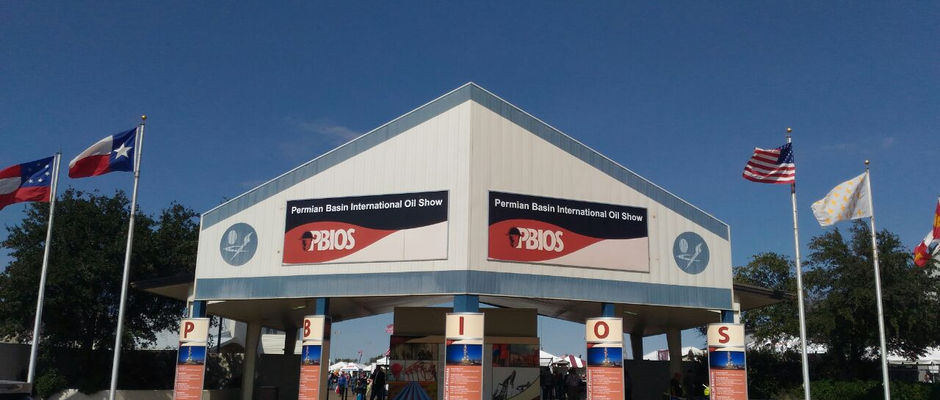 Permian Basin International Oil Show
PBIOS
Permian Basin International Oil Show
PBIOS
P
B
I
O
S